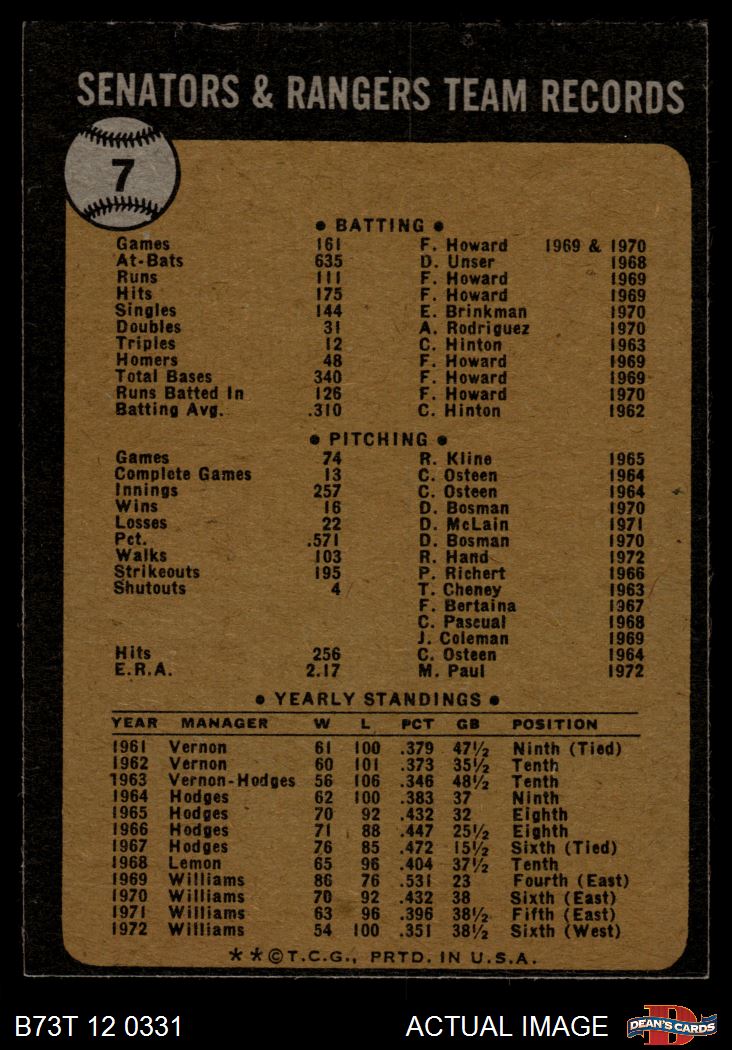 SENATORS & RANGERS TEAM RECORDS
7
• BATTING •
Games 161 F. Howard 1969 & 1970
At-Bats 635 D. Unser 1968
Runs 111 F. Howard 1969
Hits 175 F. Howard 1969
Singles 144 E. Brinkman 1970
Doubles 31 A. Rodriguez 1970
Triples 12 C. Hinton 1963
Homers 48 F. Howard 1969
Total Bases 340 F. Howard 1969
Runs Batted In 126 F. Howard 1970
Batting Avg. .310 C. Hinton 1962
• PITCHING •
Games 74 R. Kline 1965
Complete Games 13 C. Osteen 1964
Innings 257 C. Osteen 1964
Wins 16 D. Bosman 1970
Losses 22 D. McLain 1971
Pct. .571 D. Bosman 1970
Walks 103 R. Hand 1972
Strikeouts 195 P. Richert 1966
Shutouts 4 T. Cheney 1963
F. Bertaina 1967
C. Pascual 1968
J. Coleman 1969
Hits 256 C. Osteen 1964
E.R.A. 2.17 M. Paul 1972
• YEARLY STANDINGS •
YEAR MANAGER W L PCT GB POSITION
1961 Vernon 61 100 .379 47½ Ninth (Tied)
1962 Vernon 60 101 .373 35½ Tenth
1963 Vernon-Hodges 56 106 .346 48½ Tenth
1964 Hodges 62 100 .383 37 Ninth
1965 Hodges 70 92 .432 32 Eighth
1966 Hodges 71 88 .447 25½ Eighth
1967 Hodges 76 85 .472 15½ Sixth (Tied)
1968 Lemon 65 96 .404 37½ Tenth
1969 Williams 86 76 .531 23 Fourth (East)
1970 Williams 70 92 .432 38 Sixth (East)
1971 Williams 63 96 .396 38½ Fifth (East)
1972 Williams 54 100 .351 38½ Sixth (West)
* * © T.C.G., PRTD. IN U.S.A.
B73T 12 0331 ACTUAL IMAGE
DEAN'S CARDS